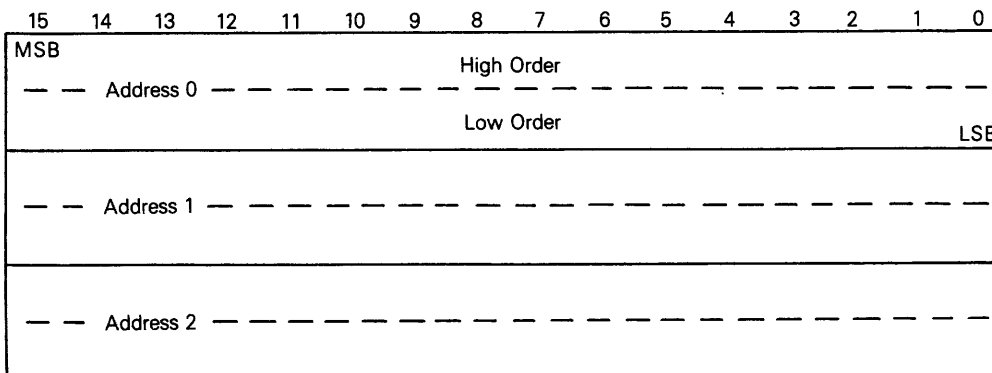 15 14 13 12 11 10 9 8 7 6 5 4 3 2 1 0
MSB
High Order
Address 0
Low Order
LSB
Address 1
Address 2